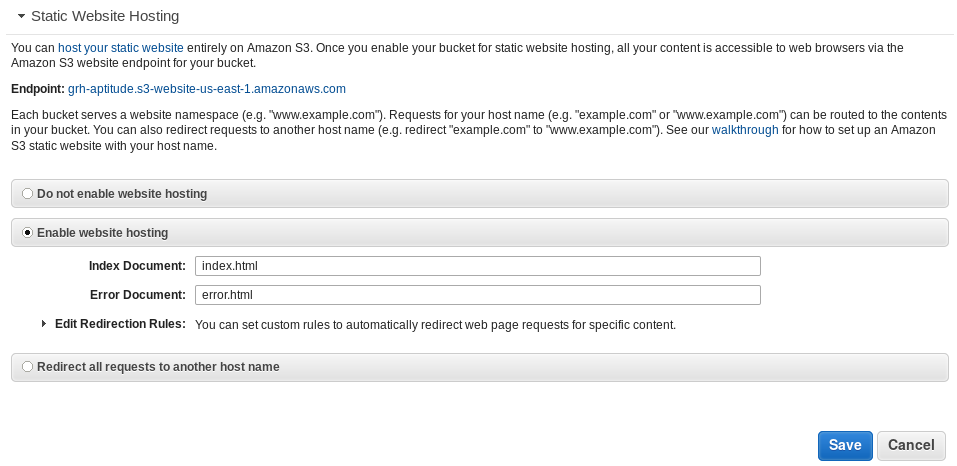 Static Website Hosting
You can host your static website entirely on Amazon S3. Once you enable your bucket for static website hosting, all your content is accessible to web browsers via the
Amazon S3 website endpoint for your bucket.
Endpoint: grh-aptitude.s3-website-us-east-1.amazonaws.com
Each bucket serves a website namespace (e.g. "www.example.com"). Requests for your host name (e.g. "example.com" or "www.example.com") can be routed to the contents
in your bucket. You can also redirect requests to another host name (e.g. redirect "example.com" to "www.example.com"). See our walkthrough for how to set up an Amazon
S3 static website with your host name.
Do not enable website hosting
Enable website hosting
Index Document: index.html
Error Document: error.html
Edit Redirection Rules: You can set custom rules to automatically redirect web page requests for specific content.
Redirect all requests to another host name
Save Cancel